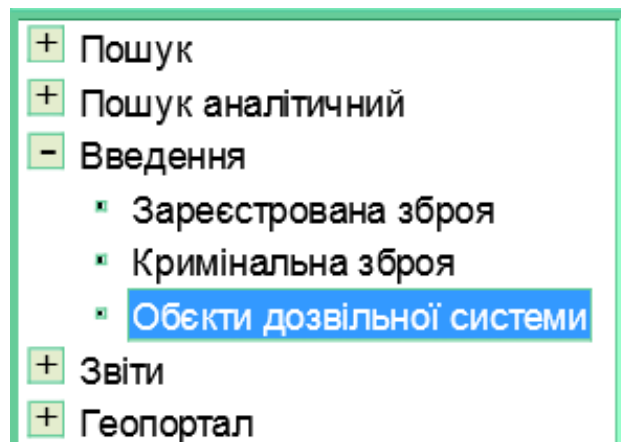 Пошук
Пошук аналітичний
Введення
Зареєстрована зброя
Кримінальна зброя
Обєкти дозвільної системи
Звіти
Геопортал